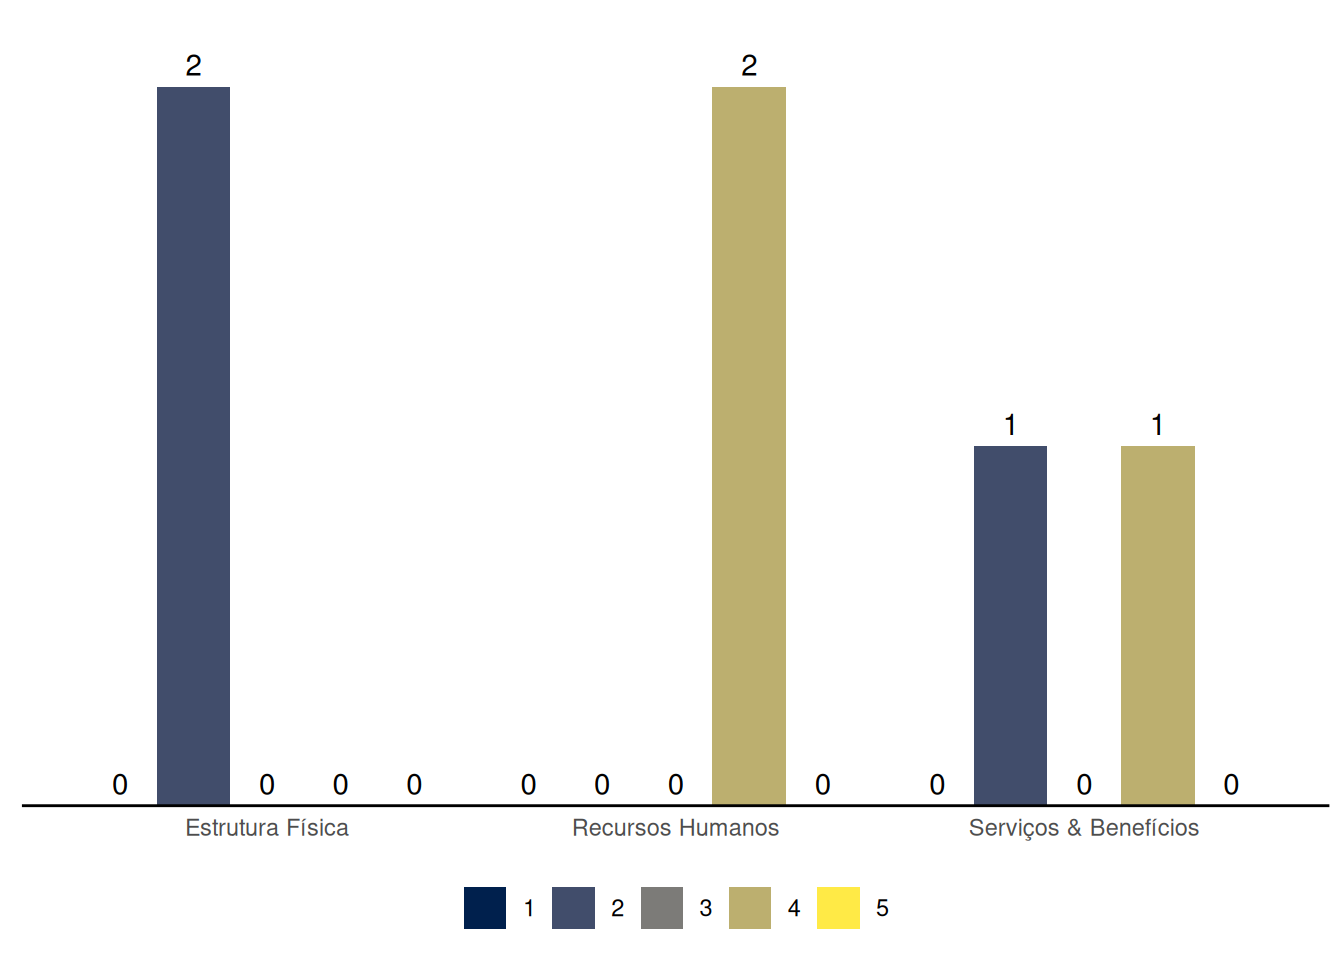 2
2
1 1
0 0 0 0 0 0 0 0 0 0 0
Estrutura Física Recursos Humanos Serviços & Benefícios
1 2 3 4 5